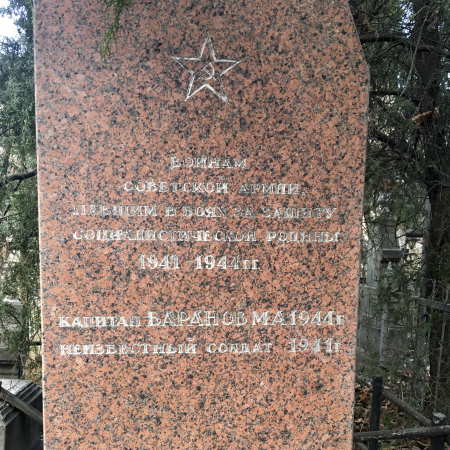 ВОИНАМ
СОВЕТСКОЙ АРМИИ,
ПАВШИМ В БОЯХ ЗА ЗАЩИТУ
СОЦИАЛИСТИЧЕСКОЙ РОДИНЫ
1941 1944 ГГ.
КАПИТАН БАРАНОВ М.А. 1944 Г.
НЕИЗВЕСТНЫЙ СОЛДАТ 1941 Г.